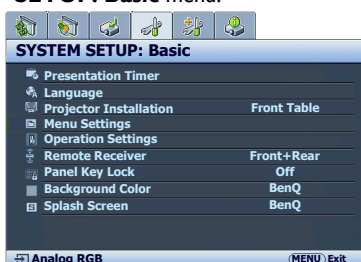 SETUP: Basic menu.
SYSTEM SETUP: Basic
Presentation Timer
Language
Projector Installation Front Table
Menu Settings
Operation Settings
Remote Receiver Front+Rear
Panel Key Lock Off
Background Color BenQ
Splash Screen BenQ
Analog RGB MENU Exit